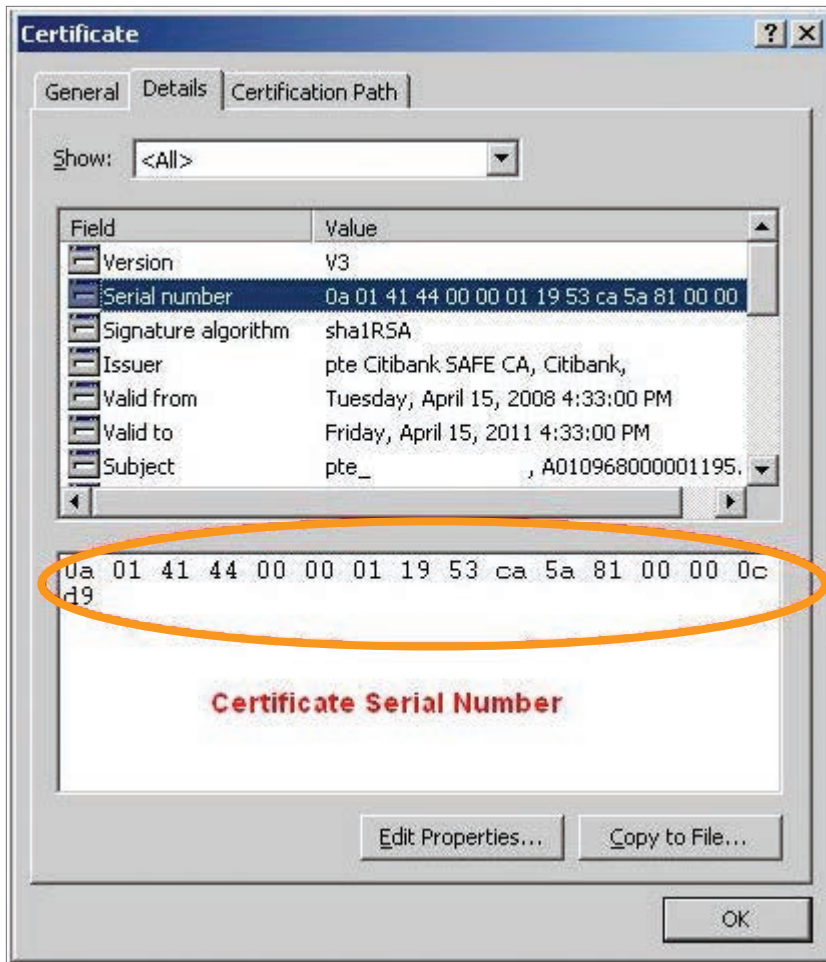 Certificate
General Details Certification Path
Show: <All>
Field Value
Version V3
Serial number 0a 01 41 44 00 00 01 19 53 ca 5a 81 00 00
Signature algorithm sha1RSA
Issuer pte Citibank SAFE CA, Citibank,
Valid from Tuesday, April 15, 2008 4:33:00 PM
Valid to Friday, April 15, 2011 4:33:00 PM
Subject pte_ , A010968000001195.
0a 01 41 44 00 00 01 19 53 ca 5a 81 00 00 0c
d9
Certificate Serial Number
Edit Properties... Copy to File...
OK